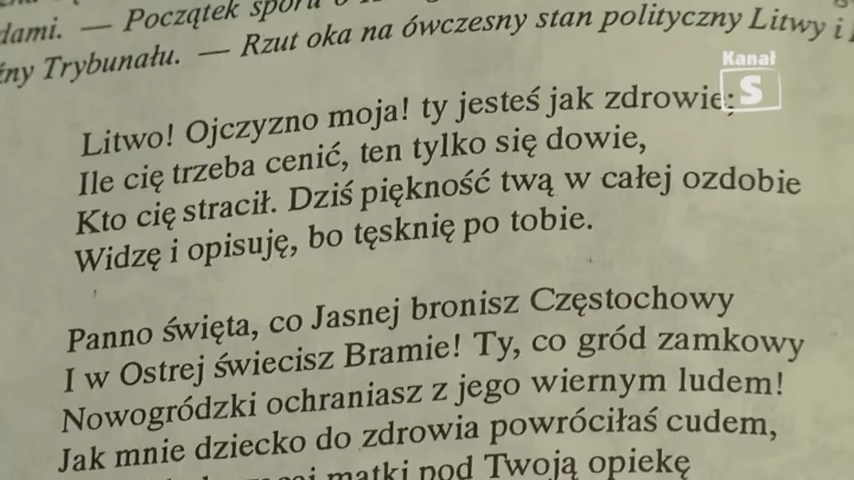 dami. — Początek sporu o
Trybunału. — Rzut oka na ówczesny stan polityczny Litwy i
Kanał
S
Litwo! Ojczyzno moja! ty jesteś jak zdrowie;
Ile cię trzeba cenić, ten tylko się dowie,
Kto cię stracił. Dziś piękność twą w całej ozdobie
Widzę i opisuję, bo tęsknię po tobie.
Panno święta, co Jasnej bronisz Częstochowy
I w Ostrej świecisz Bramie! Ty, co gród zamkowy
Nowogródzki ochraniasz z jego wiernym ludem!
Jak mnie dziecko do zdrowia powróciłaś cudem,
matki pod Twoją opiekę